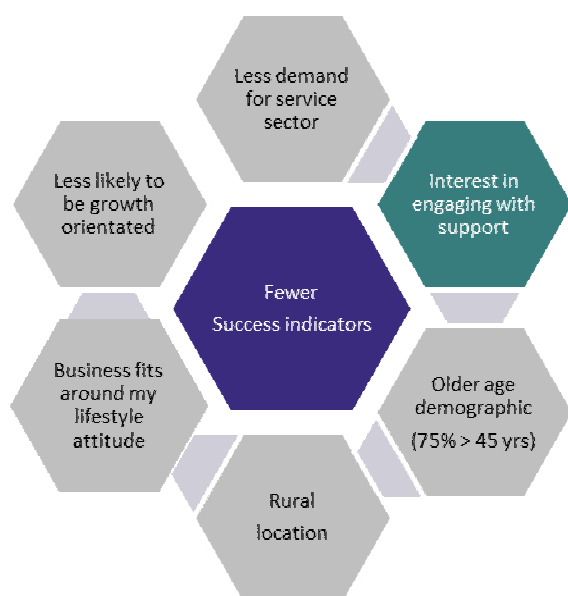 Less demand
for service
sector
Interest in
engaging with
support
Less likely to
be growth
orientated
Fewer
Success indicators
Business fits
around my
lifestyle
attitude
Older age
demographic
(75% > 45 yrs)
Rural
location